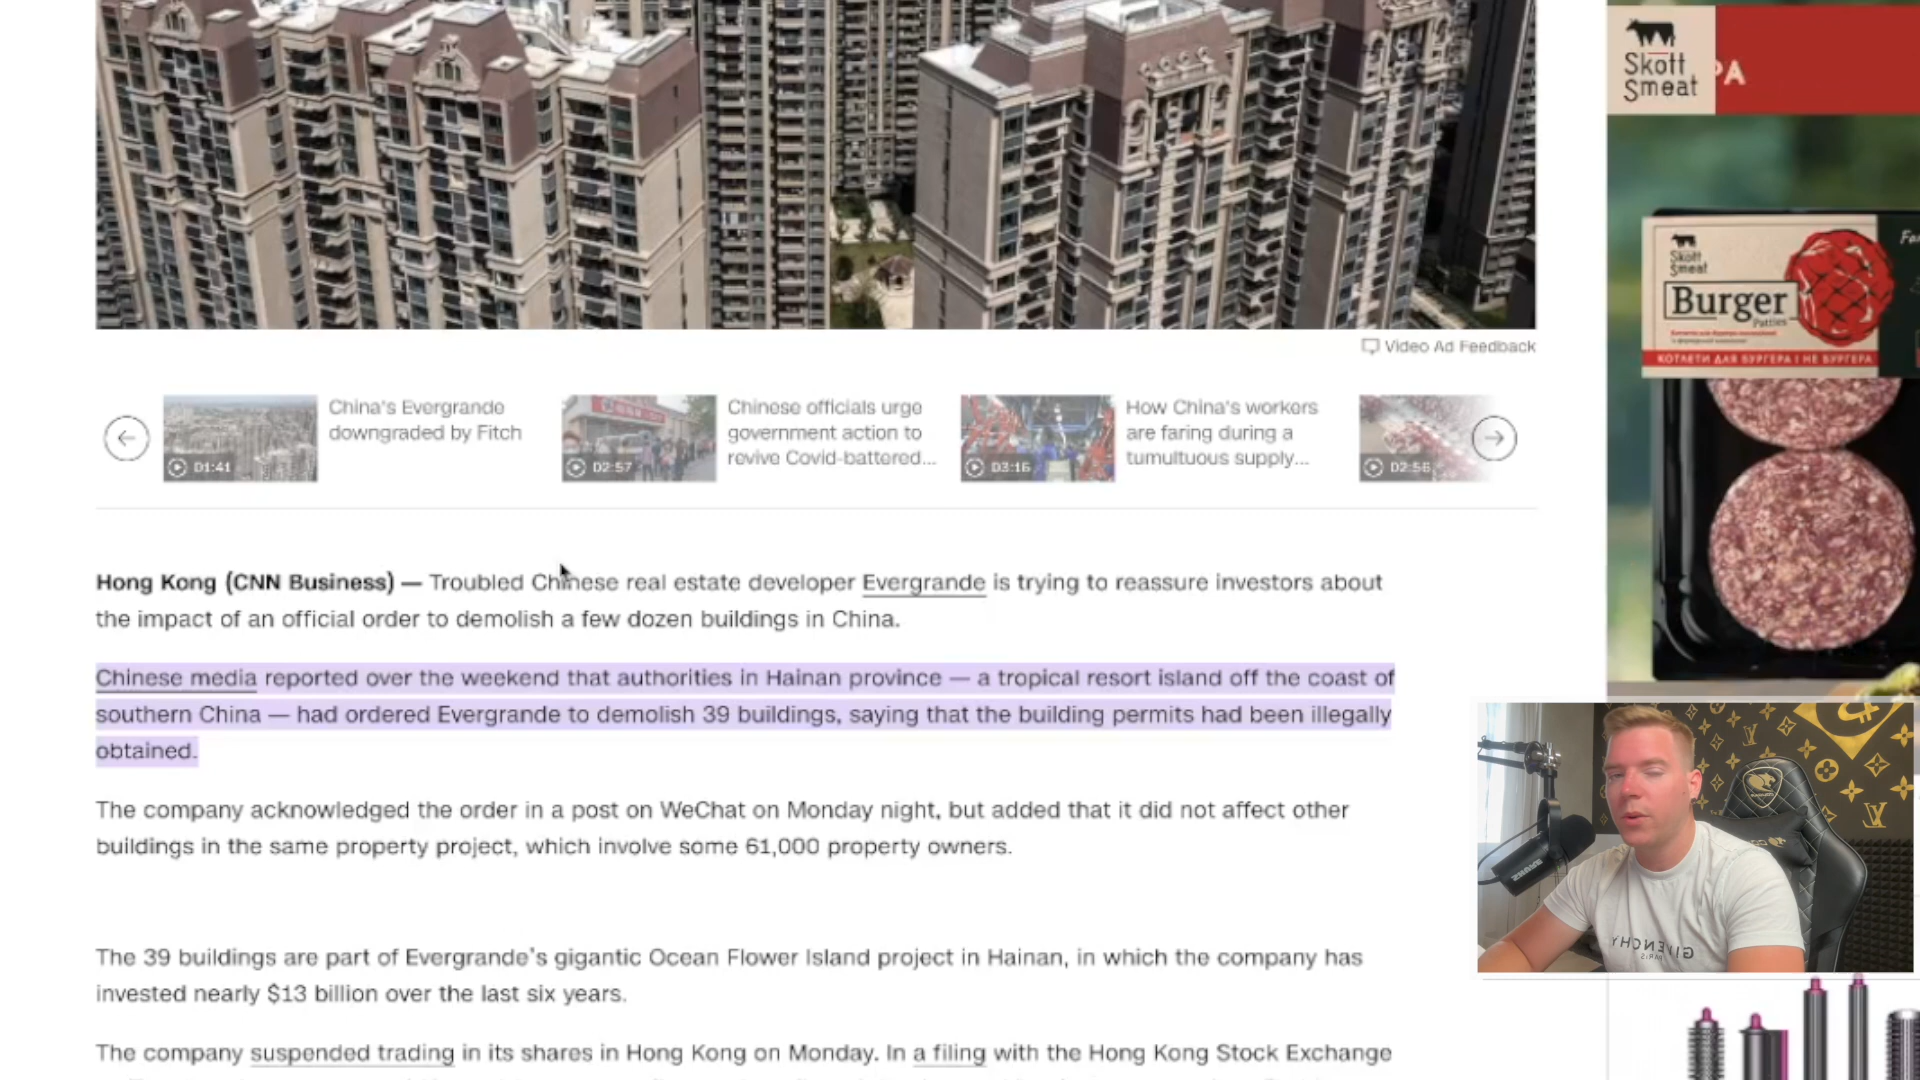 Skott
Smeat
РА
Skott
Smeat
Burger
Patties
КОТЛЕТИ ДЛЯ БУРГЕРА І НЕ БУРГЕРА
Video Ad Feedback
China's Evergrande
downgraded by Fitch
01:41
Chinese officials urge
government action to
revive Covid-battered...
02:57
How China's workers
are faring during a
tumultuous supply...
03:16
02:56
Hong Kong (CNN Business) — Troubled Chinese real estate developer Evergrande is trying to reassure investors about
the impact of an official order to demolish a few dozen buildings in China.
Chinese media reported over the weekend that authorities in Hainan province — a tropical resort island off the coast of
southern China — had ordered Evergrande to demolish 39 buildings, saying that the building permits had been illegally
obtained.
The company acknowledged the order in a post on WeChat on Monday night, but added that it did not affect other
buildings in the same property project, which involve some 61,000 property owners.
The 39 buildings are part of Evergrande's gigantic Ocean Flower Island project in Hainan, in which the company has
invested nearly $13 billion over the last six years.
The company suspended trading in its shares in Hong Kong on Monday. In a filing with the Hong Kong Stock Exchange
GIVENCHY
PARIS